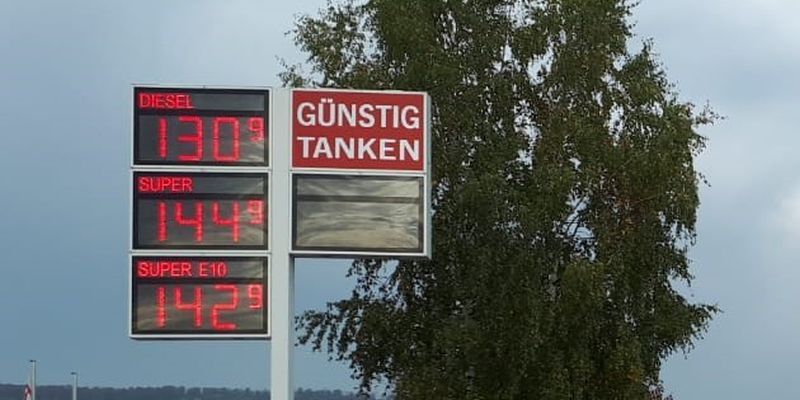 DIESEL
130 9
SUPER
144 9
SUPER E10
142 9
GÜNSTIG
TANKEN